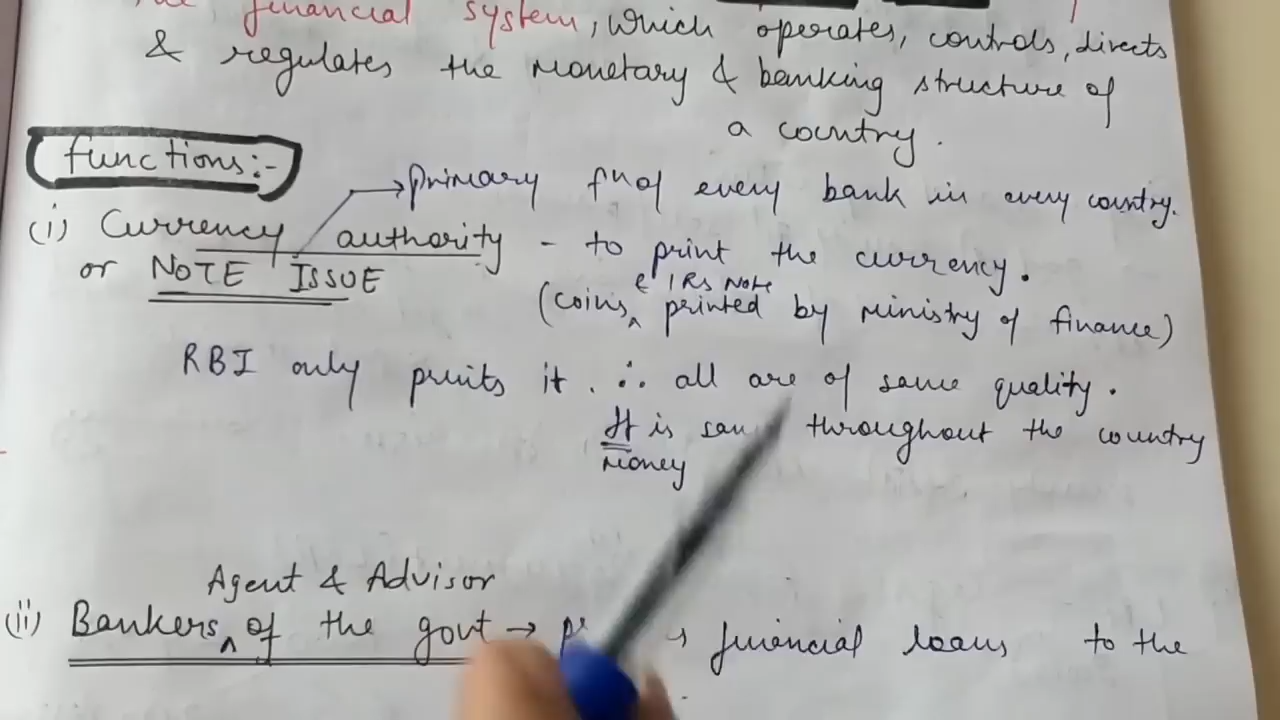 financial system, which operates, controls, directs
& regulates the monetary & banking structure of
a country.
functions:-
→ primary fn of every bank in every country.
(i) Currency authority - to print the currency.
or NOTE ISSUE
& 1 Rs Note
(coins ^ printed by ministry of finance)
RBI only prints it. ∴ all are of same quality.
It is throughout the country
money
Agent & Advisor
(ii) Bankers ^ of the govt → financial loans to the